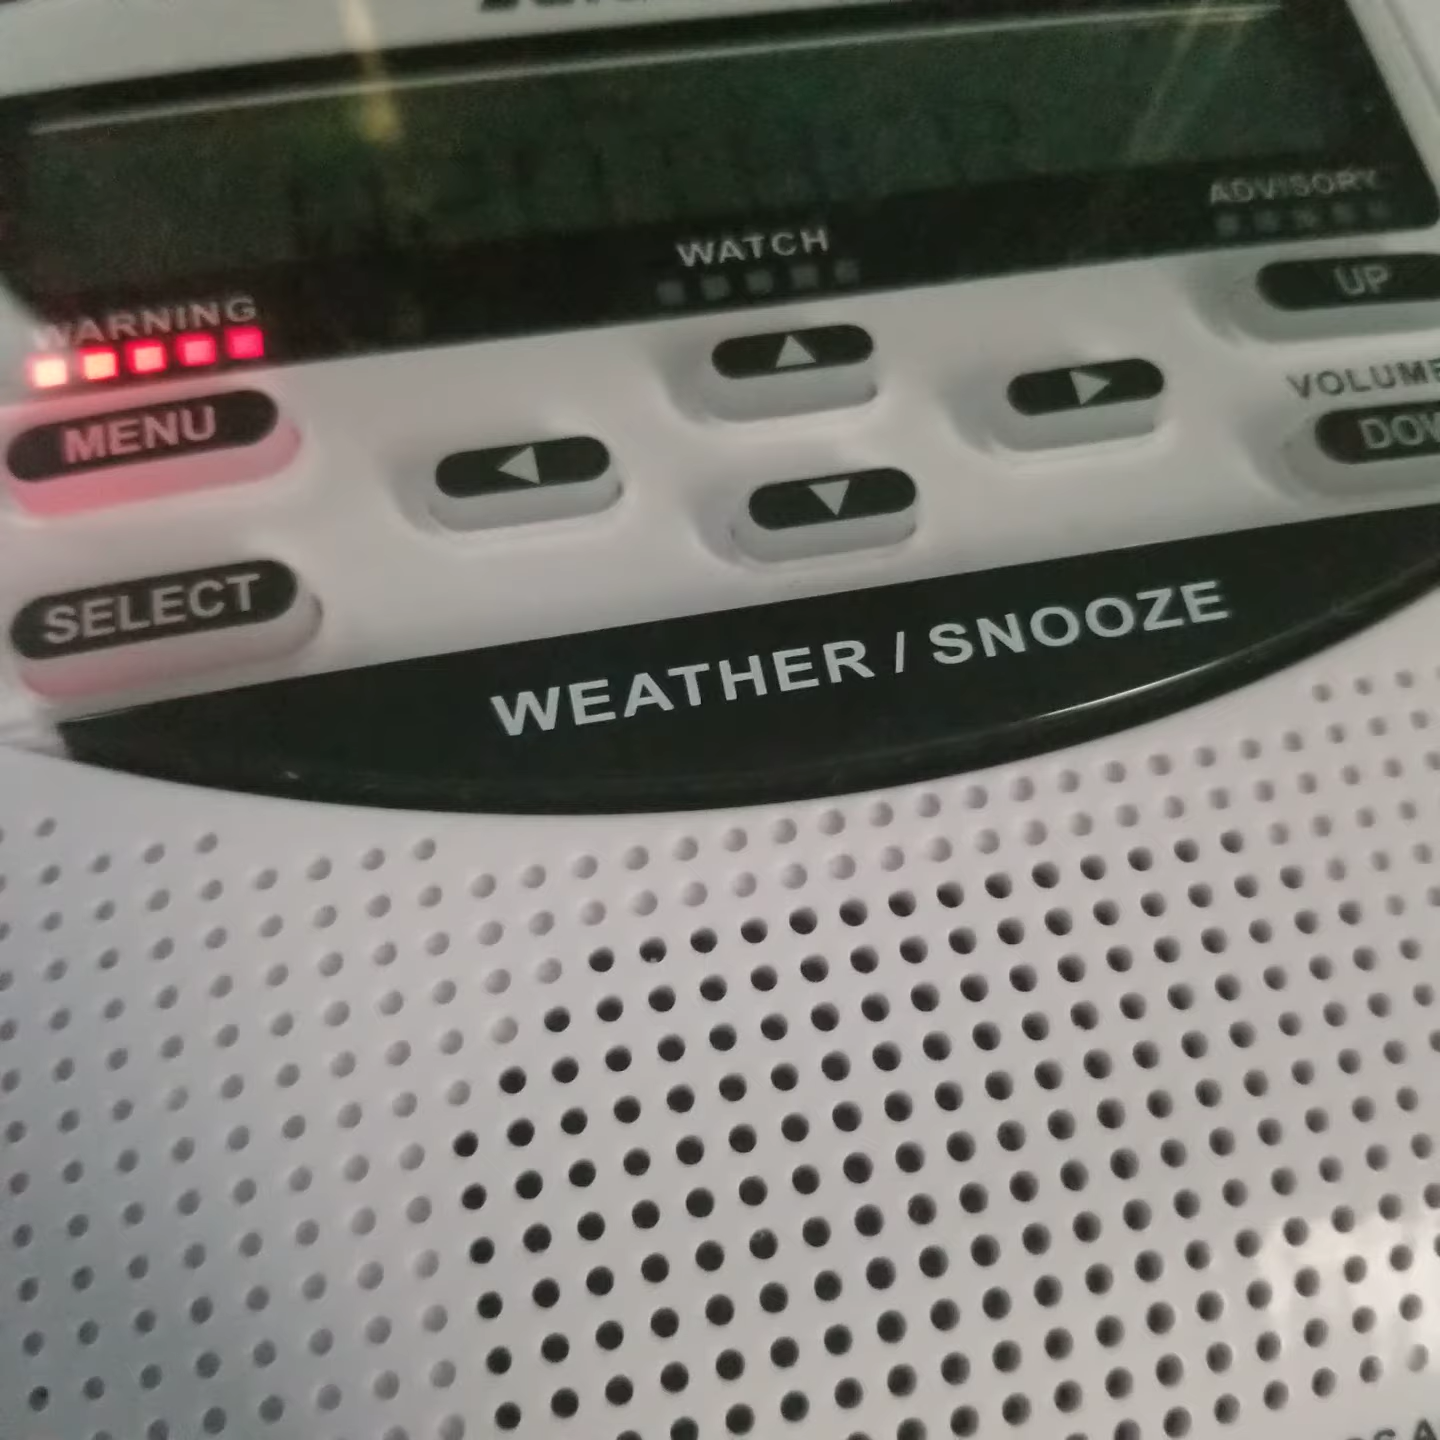 WARNING
WATCH
ADVISORY
MENU
UP
VOLUME
SELECT
WEATHER / SNOOZE